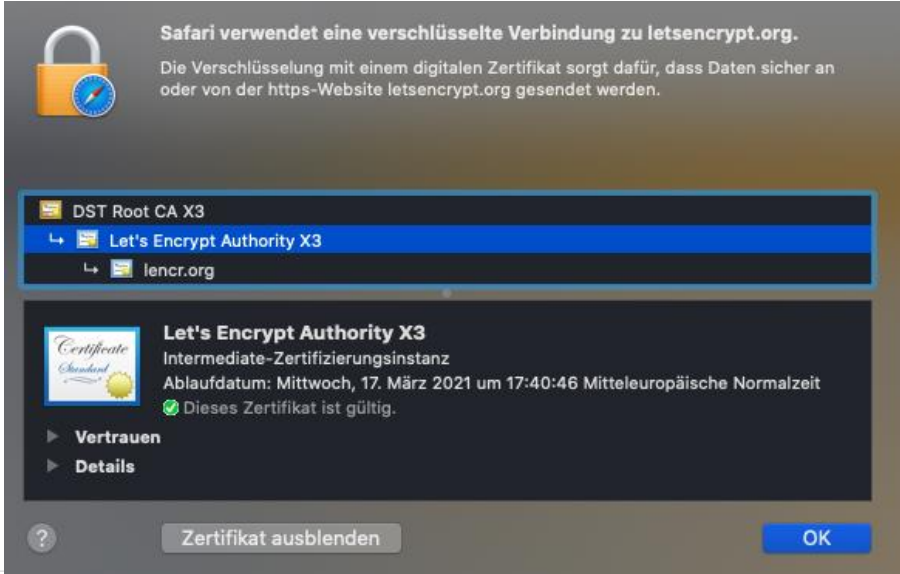 Safari verwendet eine verschlüsselte Verbindung zu letsencrypt.org.
Die Verschlüsselung mit einem digitalen Zertifikat sorgt dafür, dass Daten sicher an
oder von der https-Website letsencrypt.org gesendet werden.
DST Root CA X3
Let's Encrypt Authority X3
lencr.org
Certificate
Standard
Let's Encrypt Authority X3
Intermediate-Zertifizierungsinstanz
Ablaufdatum: Mittwoch, 17. März 2021 um 17:40:46 Mitteleuropäische Normalzeit
Dieses Zertifikat ist gültig.
Vertrauen
Details
?
Zertifikat ausblenden
OK